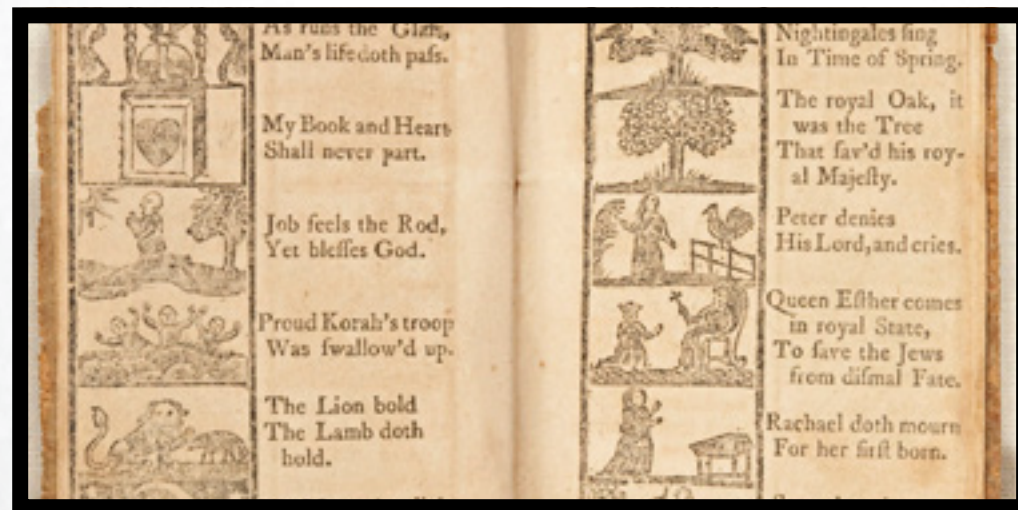 As runs the Glaſs,
Man's life doth paſs.
My Book and Heart
Shall never part.
Job feels the Rod,
Yet bleſſes God.
Proud Korah's troop
Was ſwallow'd up.
The Lion bold
The Lamb doth
hold.
Nightingales ſing
In Time of Spring.
The royal Oak, it
was the Tree
That ſav'd his roy-
al Majeſty.
Peter denies
His Lord, and cries.
Queen Eſther comes
in royal State,
To ſave the Jews
from diſmal Fate.
Rachael doth mourn
For her firſt born.